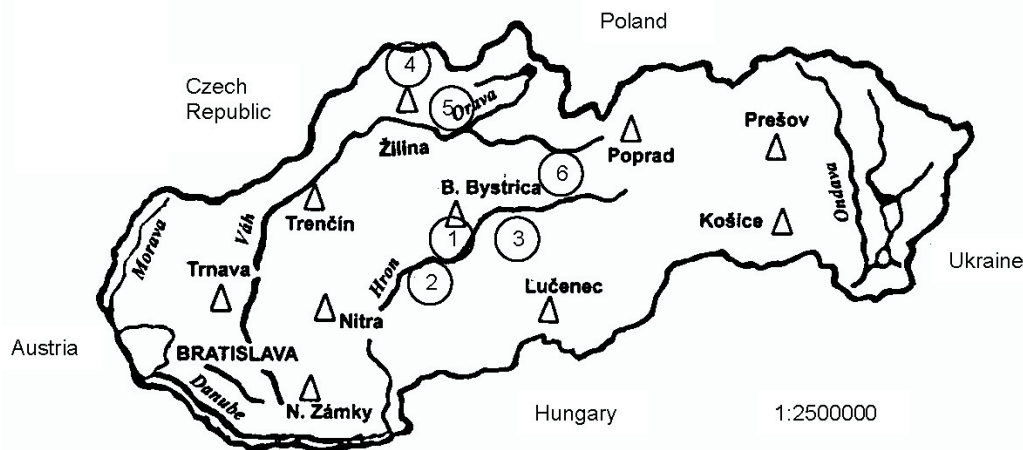 Poland
4
Czech
Republic
5
Orava
Žilina
Prešov
Poprad
6
B. Bystrica
Trenčín
Váh
Morava
Košice
Ondava
1
3
Ukraine
Trnava
Hron
2
Lučenec
Nitra
Austria
BRATISLAVA
Danube
N. Zámky
Hungary
1:2500000